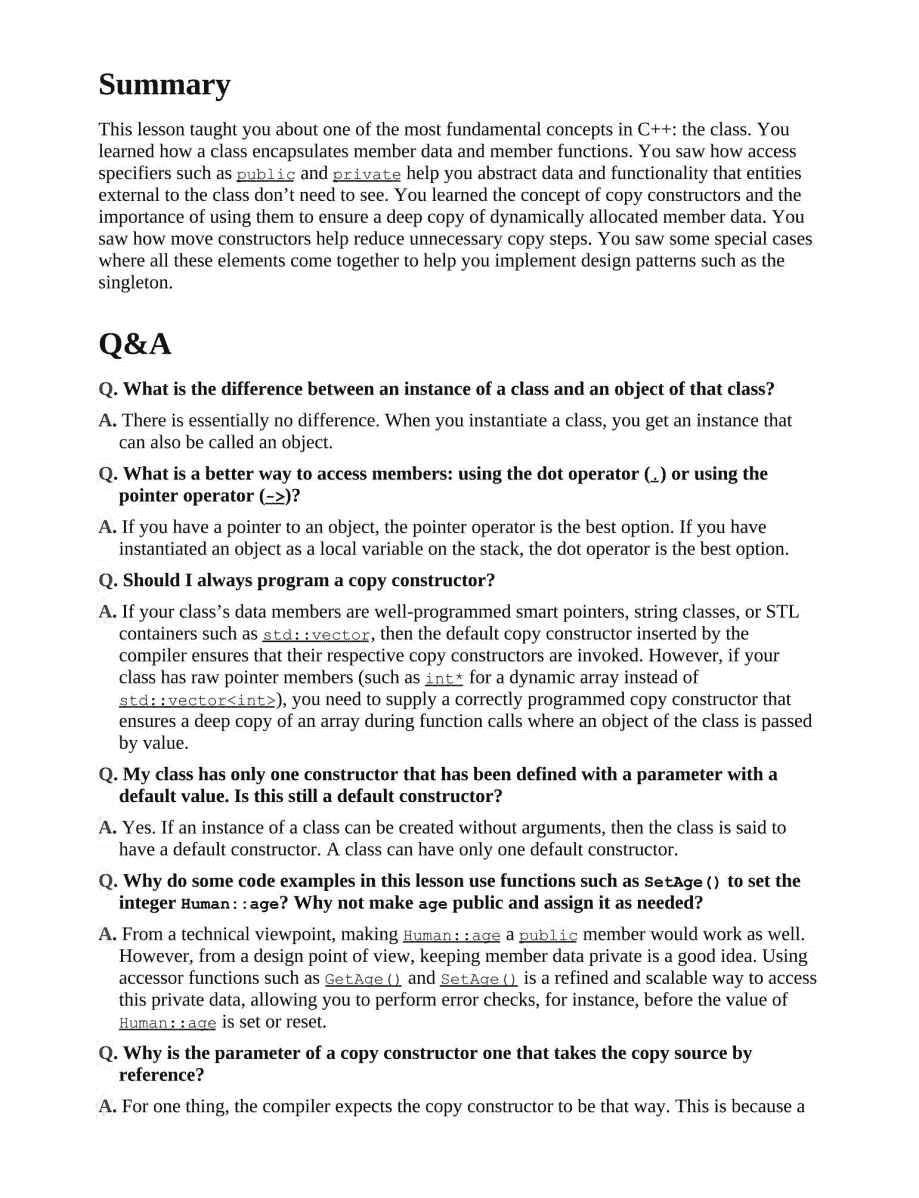 Summary
This lesson taught you about one of the most fundamental concepts in C++: the class. You
learned how a class encapsulates member data and member functions. You saw how access
specifiers such as public and private help you abstract data and functionality that entities
external to the class don’t need to see. You learned the concept of copy constructors and the
importance of using them to ensure a deep copy of dynamically allocated member data. You
saw how move constructors help reduce unnecessary copy steps. You saw some special cases
where all these elements come together to help you implement design patterns such as the
singleton.
Q&A
Q. What is the difference between an instance of a class and an object of that class?
A. There is essentially no difference. When you instantiate a class, you get an instance that
can also be called an object.
Q. What is a better way to access members: using the dot operator (.) or using the
pointer operator (->)?
A. If you have a pointer to an object, the pointer operator is the best option. If you have
instantiated an object as a local variable on the stack, the dot operator is the best option.
Q. Should I always program a copy constructor?
A. If your class’s data members are well-programmed smart pointers, string classes, or STL
containers such as std::vector, then the default copy constructor inserted by the
compiler ensures that their respective copy constructors are invoked. However, if your
class has raw pointer members (such as int* for a dynamic array instead of
std::vector<int>), you need to supply a correctly programmed copy constructor that
ensures a deep copy of an array during function calls where an object of the class is passed
by value.
Q. My class has only one constructor that has been defined with a parameter with a
default value. Is this still a default constructor?
A. Yes. If an instance of a class can be created without arguments, then the class is said to
have a default constructor. A class can have only one default constructor.
Q. Why do some code examples in this lesson use functions such as SetAge() to set the
integer Human::age? Why not make age public and assign it as needed?
A. From a technical viewpoint, making Human::age a public member would work as well.
However, from a design point of view, keeping member data private is a good idea. Using
accessor functions such as GetAge() and SetAge() is a refined and scalable way to access
this private data, allowing you to perform error checks, for instance, before the value of
Human::age is set or reset.
Q. Why is the parameter of a copy constructor one that takes the copy source by
reference?
A. For one thing, the compiler expects the copy constructor to be that way. This is because a